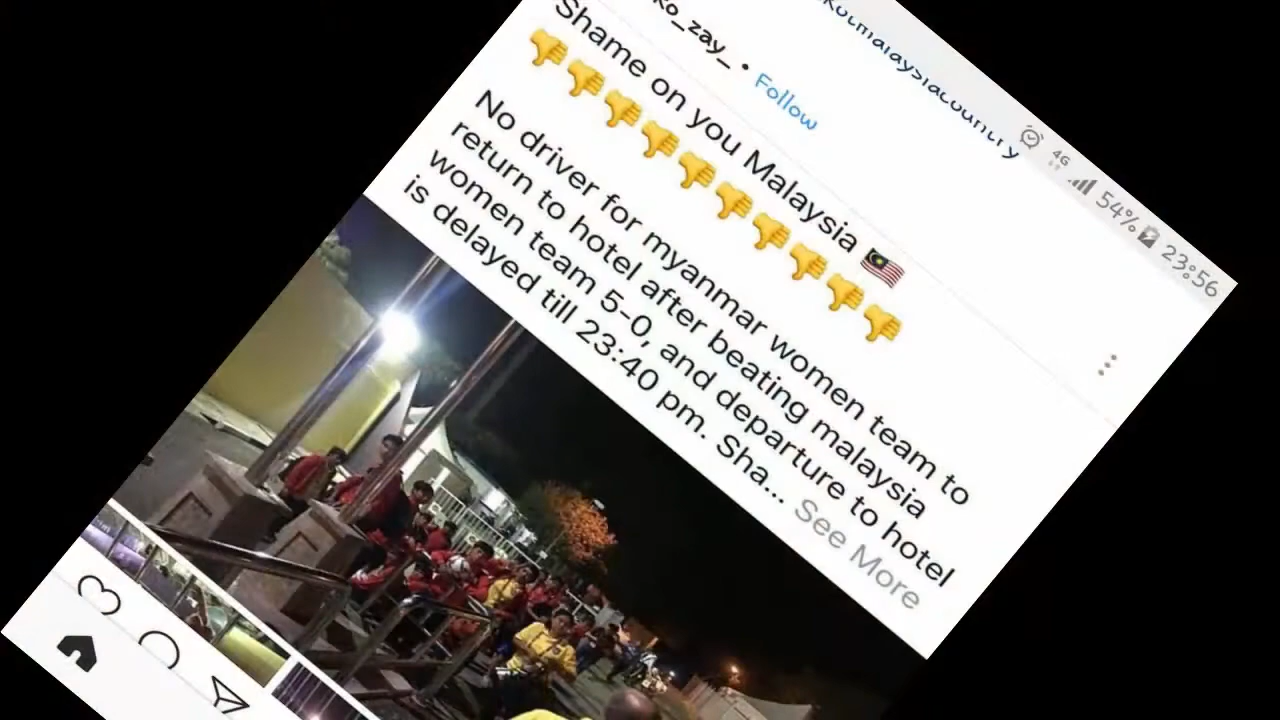 4G 54% 23:56
ko_zay_ • Follow
Shame on you Malaysia 🇲🇾
👎👎👎👎👎👎👎👎👎👎
No driver for myanmar women team to
return to hotel after beating malaysia
women team 5-0, and departure to hotel
is delayed till 23:40 pm. Sha... See More